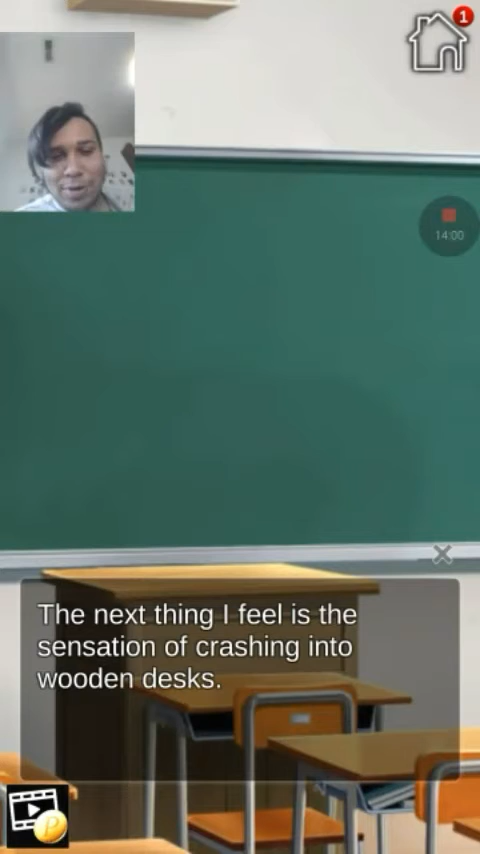 1
14:00
The next thing I feel is the
sensation of crashing into
wooden desks.
P